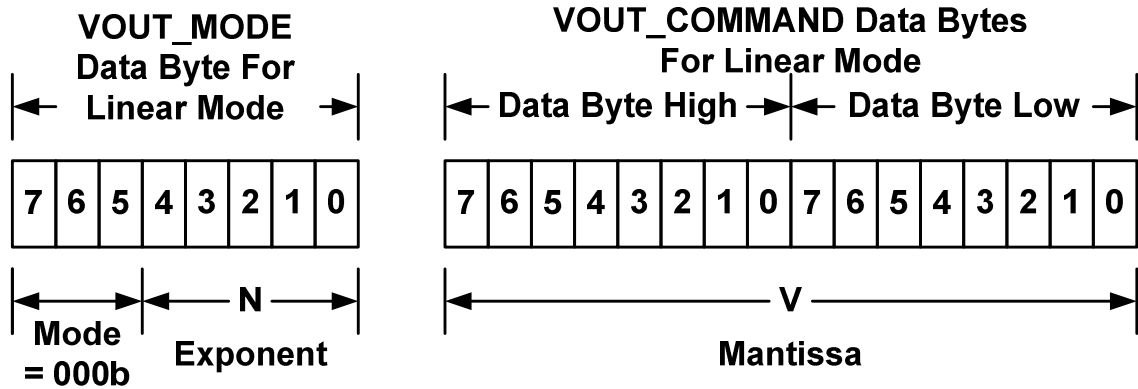 VOUT_MODE
Data Byte For
Linear Mode
VOUT_COMMAND Data Bytes
For Linear Mode
Data Byte High
Data Byte Low
7 6 5 4 3 2 1 0
7 6 5 4 3 2 1 0 7 6 5 4 3 2 1 0
N
V
Mode
= 000b
Exponent
Mantissa